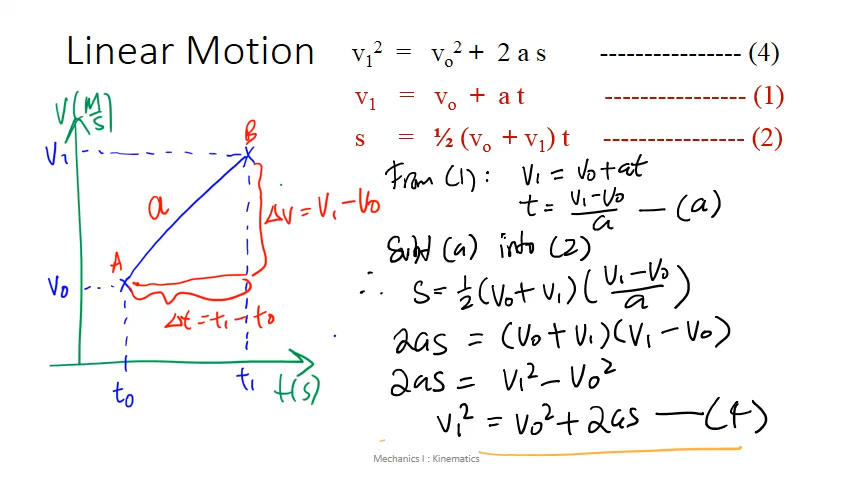 Linear Motion
v₁² = vₒ² + 2 a s ---------------- (4)
v₁ = vₒ + a t ---------------- (1)
s = ½ (vₒ + v₁) t ---------------- (2)
V(M/S)
V₁
B
a
Δv = V₁ - V₀
A
V₀
Δt = t₁ - t₀
t₀
t₁
t(s)
From (1): V₁ = V₀ + at
t = (V₁ - V₀)/a — (a)
Subst (a) into (2)
∴ S = ½ (V₀ + V₁) ((V₁ - V₀)/a)
2as = (V₀ + V₁)(V₁ - V₀)
2as = V₁² - V₀²
V₁² = V₀² + 2as — (4)
Mechanics I : Kinematics